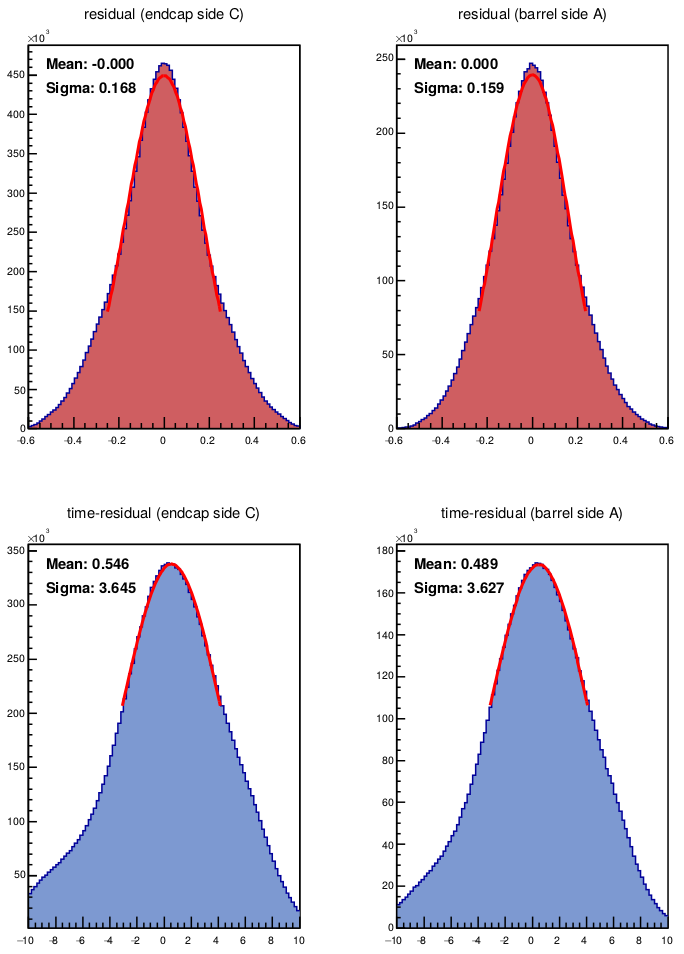 residual (endcap side C)
×10³
Mean: -0.000
Sigma: 0.168
450
400
350
300
250
200
150
100
50
0
-0.6 -0.4 -0.2 0 0.2 0.4 0.6
residual (barrel side A)
×10³
Mean: 0.000
Sigma: 0.159
250
200
150
100
50
0
-0.6 -0.4 -0.2 0 0.2 0.4 0.6
time-residual (endcap side C)
×10³
Mean: 0.546
Sigma: 3.645
350
300
250
200
150
100
50
−10 -8 -6 -4 -2 0 2 4 6 8 10
time-residual (barrel side A)
×10³
Mean: 0.489
Sigma: 3.627
180
160
140
120
100
80
60
40
20
0
−10 -8 -6 -4 -2 0 2 4 6 8 10